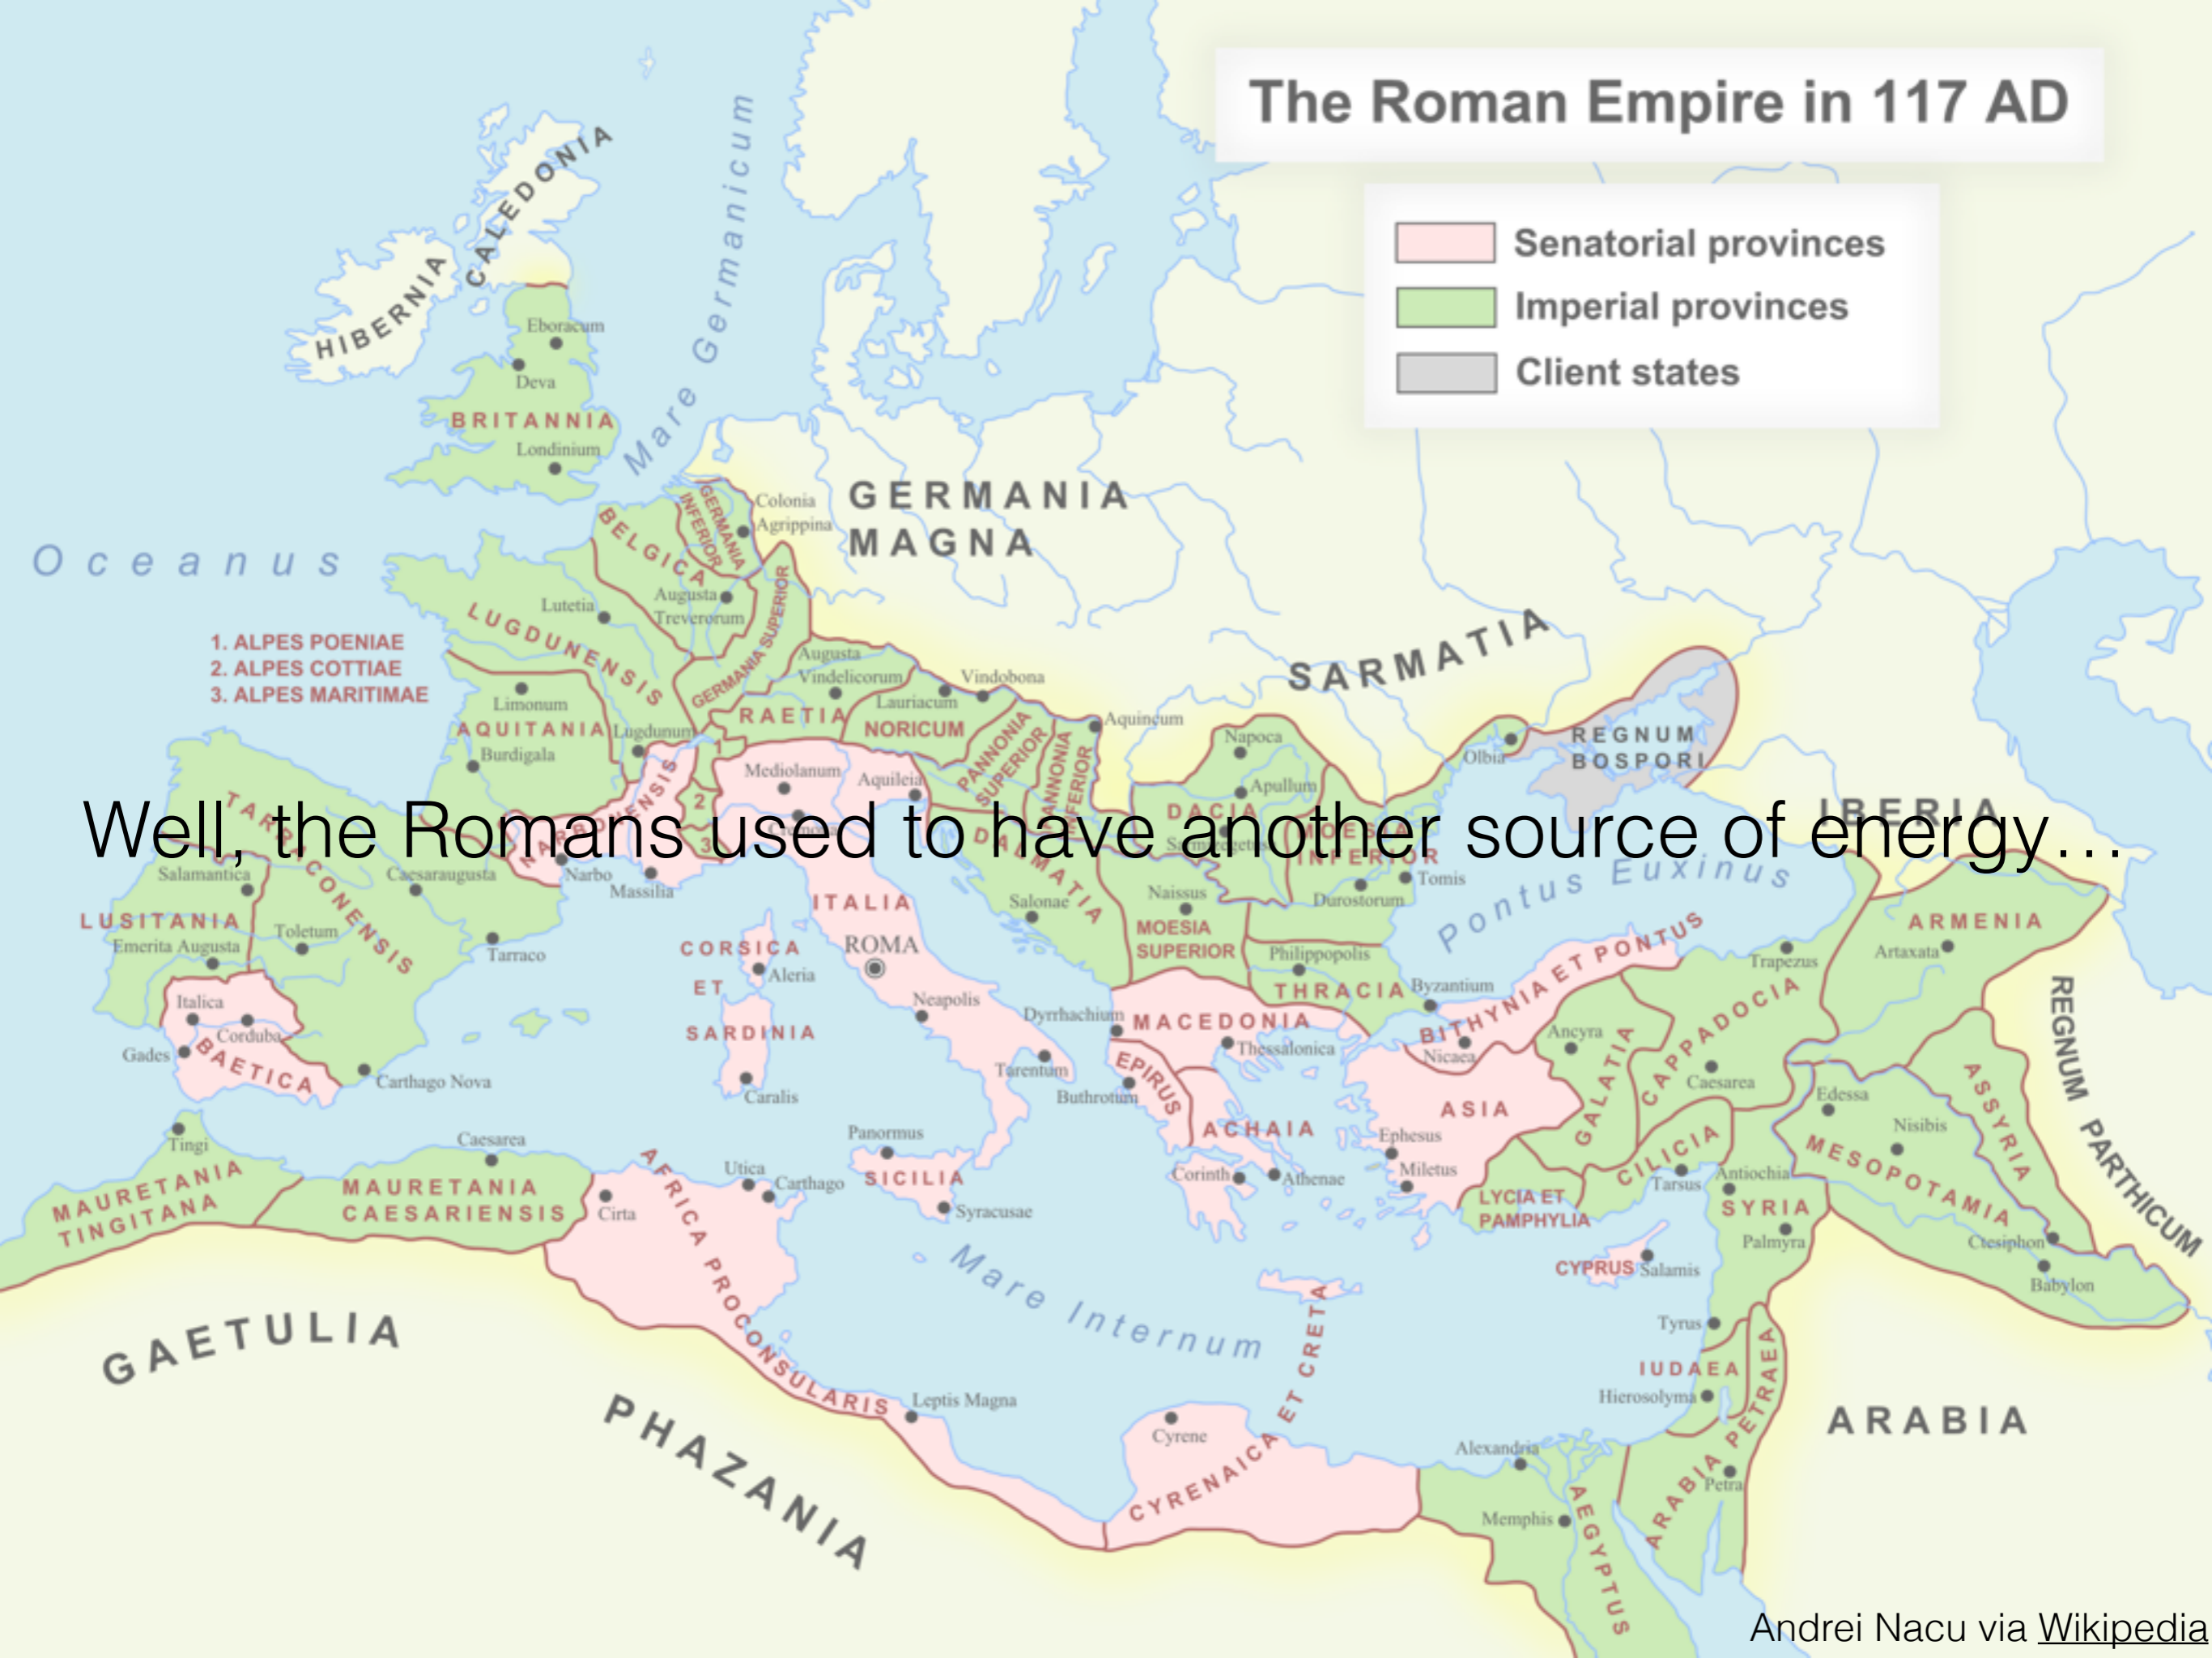 The Roman Empire in 117 AD
Senatorial provinces
Imperial provinces
Client states
CALEDONIA
HIBERNIA
Mare Germanicum
Eboracum
Deva
BRITANNIA
Londinium
Oceanus
GERMANIA
MAGNA
GERMANIA
INFERIOR
Colonia
Agrippina
BELGICA
Augusta
Treverorum
Lutetia
LUGDUNENSIS
GERMANIA SUPERIOR
1. ALPES POENIAE
2. ALPES COTTIAE
3. ALPES MARITIMAE
Limonum
AQUITANIA
Lugdunum
Burdigala
Augusta
Vindelicorum
RAETIA
Lauriacum
NORICUM
Vindobona
PANNONIA
SUPERIOR
PANNONIA
INFERIOR
Aquincum
SARMATIA
Napoca
Apullum
DACIA
Sarmizegetusa
Olbia
REGNUM
BOSPORI
IBERIA
1
2
3
Mediolanum
Cremona
Aquileia
NARBONENSIS
Well, the Romans used to have another source of energy…
TARRACONENSIS
Salamantica
Caesaraugusta
Narbo
Massilia
DALMATIA
MOESIA
INFERIOR
Tomis
Durostorum
Pontus Euxinus
LUSITANIA
Emerita Augusta
Toletum
Tarraco
ITALIA
ROMA
CORSICA
Aleria
ET
SARDINIA
Caralis
Salonae
Naissus
MOESIA
SUPERIOR
Philippopolis
THRACIA
Byzantium
BITHYNIA ET PONTUS
Nicaea
Trapezus
ARMENIA
Artaxata
REGNUM PARTHICUM
Italica
Corduba
Gades
BAETICA
Carthago Nova
Neapolis
Tarentum
Dyrrhachium
MACEDONIA
Thessalonica
EPIRUS
Buthrotum
ACHAIA
Corinth
Athenae
ASIA
Ephesus
Miletus
Ancyra
GALATIA
CAPPADOCIA
Caesarea
CILICIA
Tarsus
LYCIA ET
PAMPHYLIA
Edessa
Nisibis
MESOPOTAMIA
ASSYRIA
Ctesiphon
Babylon
Antiochia
SYRIA
Palmyra
CYPRUS
Salamis
Tingi
MAURETANIA
TINGITANA
Caesarea
MAURETANIA
CAESARIENSIS
Cirta
Utica
Carthago
AFRICA PROCONSULARIS
Panormus
SICILIA
Syracusae
Mare Internum
GAETULIA
PHAZANIA
Leptis Magna
Cyrene
CYRENAICA ET CRETA
Tyrus
IUDAEA
Hierosolyma
ARABIA PETRAEA
Petra
ARABIA
Alexandria
Memphis
AEGYPTUS
Andrei Nacu via Wikipedia